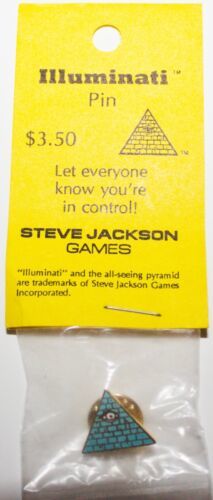 Illuminati™
Pin
$3.50
™
Let everyone
know you're
in control!
STEVE JACKSON
GAMES
"Illuminati" and the all-seeing pyramid
are trademarks of Steve Jackson Games
Incorporated.